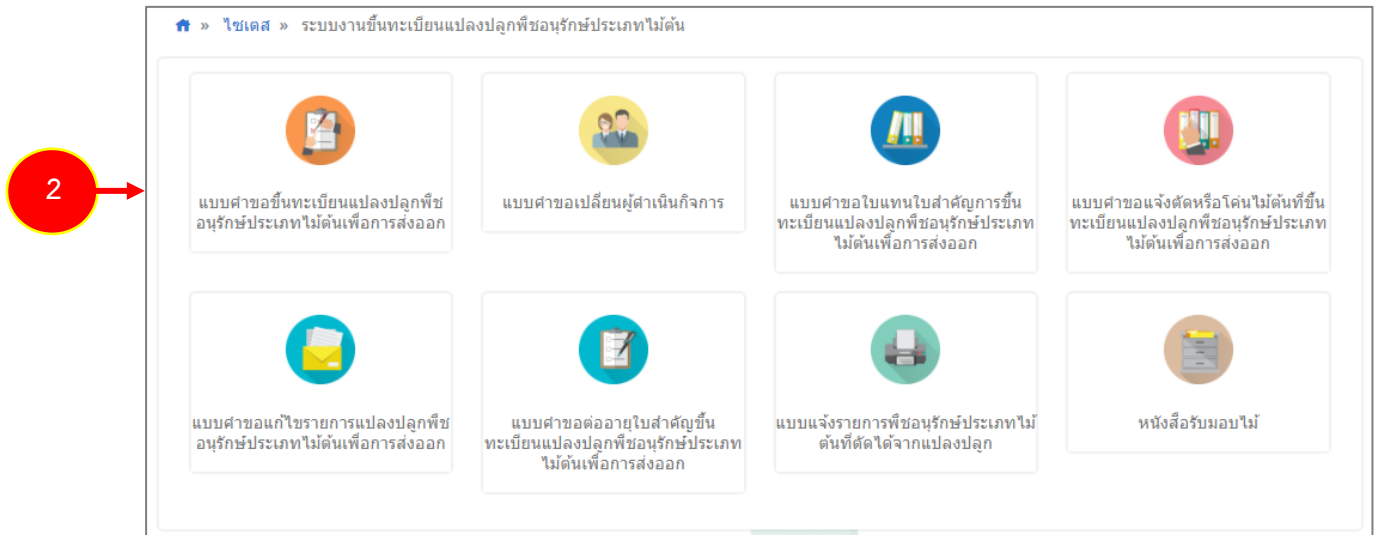 » ไซเตส » ระบบงานขึ้นทะเบียนแปลงปลูกพืชอนุรักษ์ประเภทไม้ต้น
2
แบบคำขอขึ้นทะเบียนแปลงปลูกพืช
อนุรักษ์ประเภทไม้ต้นเพื่อการส่งออก
แบบคำขอเปลี่ยนผู้ดำเนินกิจการ
แบบคำขอใบแทนใบสำคัญการขึ้น
ทะเบียนแปลงปลูกพืชอนุรักษ์ประเภท
ไม้ต้นเพื่อการส่งออก
แบบคำขอแจ้งตัดหรือโค่นไม้ต้นที่ขึ้น
ทะเบียนแปลงปลูกพืชอนุรักษ์ประเภท
ไม้ต้นเพื่อการส่งออก
แบบคำขอแก้ไขรายการแปลงปลูกพืช
อนุรักษ์ประเภทไม้ต้นเพื่อการส่งออก
แบบคำขอต่ออายุใบสำคัญขึ้น
ทะเบียนแปลงปลูกพืชอนุรักษ์ประเภท
ไม้ต้นเพื่อการส่งออก
แบบแจ้งรายการพืชอนุรักษ์ประเภทไม้
ต้นที่ตัดได้จากแปลงปลูก
หนังสือรับมอบไม้